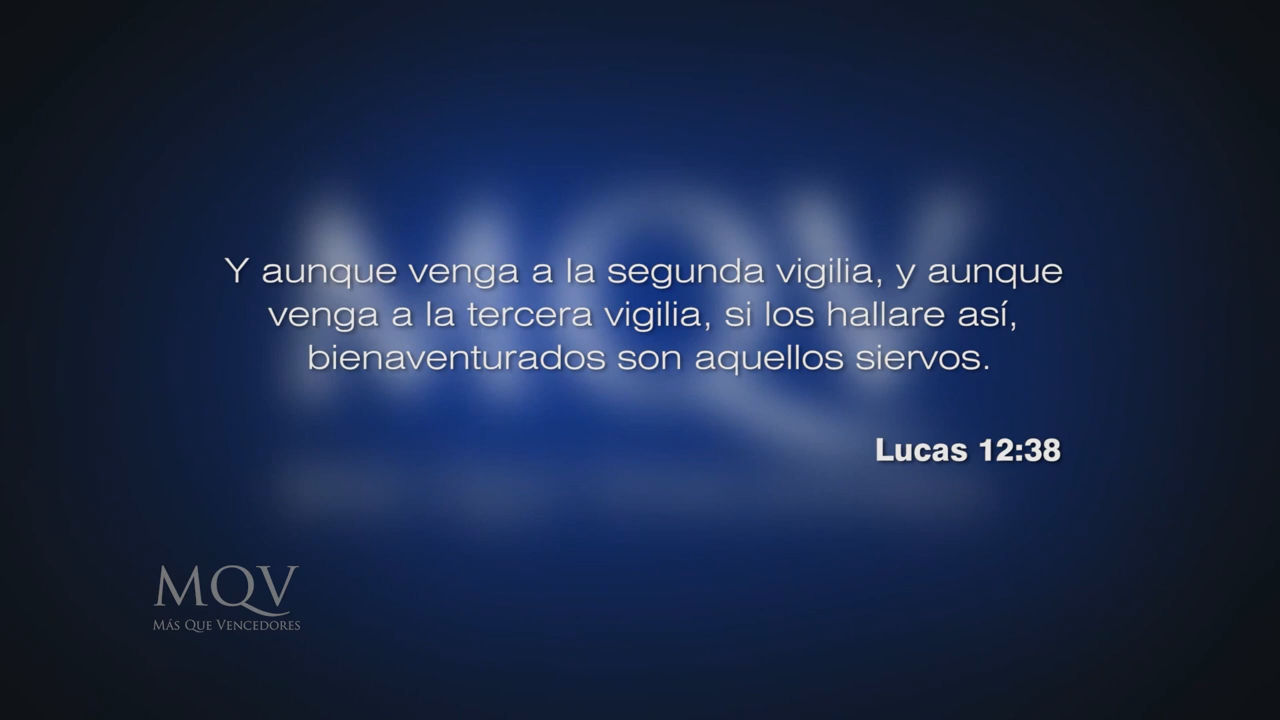 Y aunque venga a la segunda vigilia, y aunque
venga a la tercera vigilia, si los hallare así,
bienaventurados son aquellos siervos.
Lucas 12:38
MQV
MÁS QUE VENCEDORES